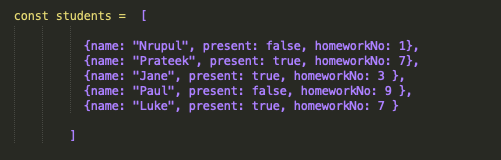 const students =  [
{name: "Nrupul", present: false, homeworkNo: 1},
{name: "Prateek", present: true, homeworkNo: 7},
{name: "Jane", present: true, homeworkNo: 3 },
{name: "Paul", present: false, homeworkNo: 9 },
{name: "Luke", present: true, homeworkNo: 7 }
]